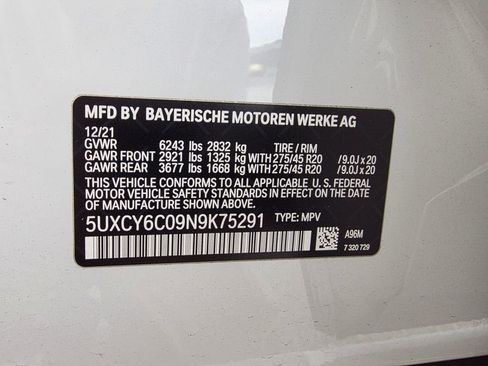 MFD BY BAYERISCHE MOTOREN WERKE AG
12/21
GVWR 6243 lbs 2832 kg TIRE / RIM
GAWR FRONT 2921 lbs 1325 kg WITH 275/45 R20 /9.0J x 20
GAWR REAR 3677 lbs 1668 kg WITH 275/45 R20 /9.0J x 20
THIS VEHICLE CONFORMS TO ALL APPLICABLE U.S. FEDERAL
MOTOR VEHICLE SAFETY STANDARDS IN EFFECT ON THE DATE OF
MANUFACTURE SHOWN ABOVE.
5UXCY6C09N9K75291 TYPE: MPV
A96M
7 320 729